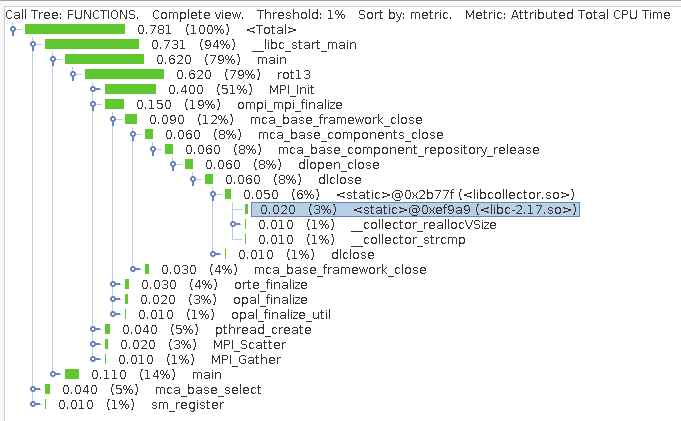 Call Tree: FUNCTIONS.   Complete view.   Threshold: 1%   Sort by: metric.   Metric: Attributed Total CPU Time
0.781   (100%)   <Total>
0.731   (94%)   __libc_start_main
0.620   (79%)   main
0.620   (79%)   rot13
0.400   (51%)   MPI_Init
0.150   (19%)   ompi_mpi_finalize
0.090   (12%)   mca_base_framework_close
0.060   (8%)   mca_base_components_close
0.060   (8%)   mca_base_component_repository_release
0.060   (8%)   dlopen_close
0.060   (8%)   dlclose
0.050   (6%)   <static>@0x2b77f (<libcollector.so>)
0.020   (3%)   <static>@0xef9a9 (<libc-2.17.so>)
0.010   (1%)   __collector_reallocVSize
0.010   (1%)   __collector_strcmp
0.010   (1%)   dlclose
0.030   (4%)   mca_base_framework_close
0.030   (4%)   orte_finalize
0.020   (3%)   opal_finalize
0.010   (1%)   opal_finalize_util
0.040   (5%)   pthread_create
0.020   (3%)   MPI_Scatter
0.010   (1%)   MPI_Gather
0.110   (14%)   main
0.040   (5%)   mca_base_select
0.010   (1%)   sm_register